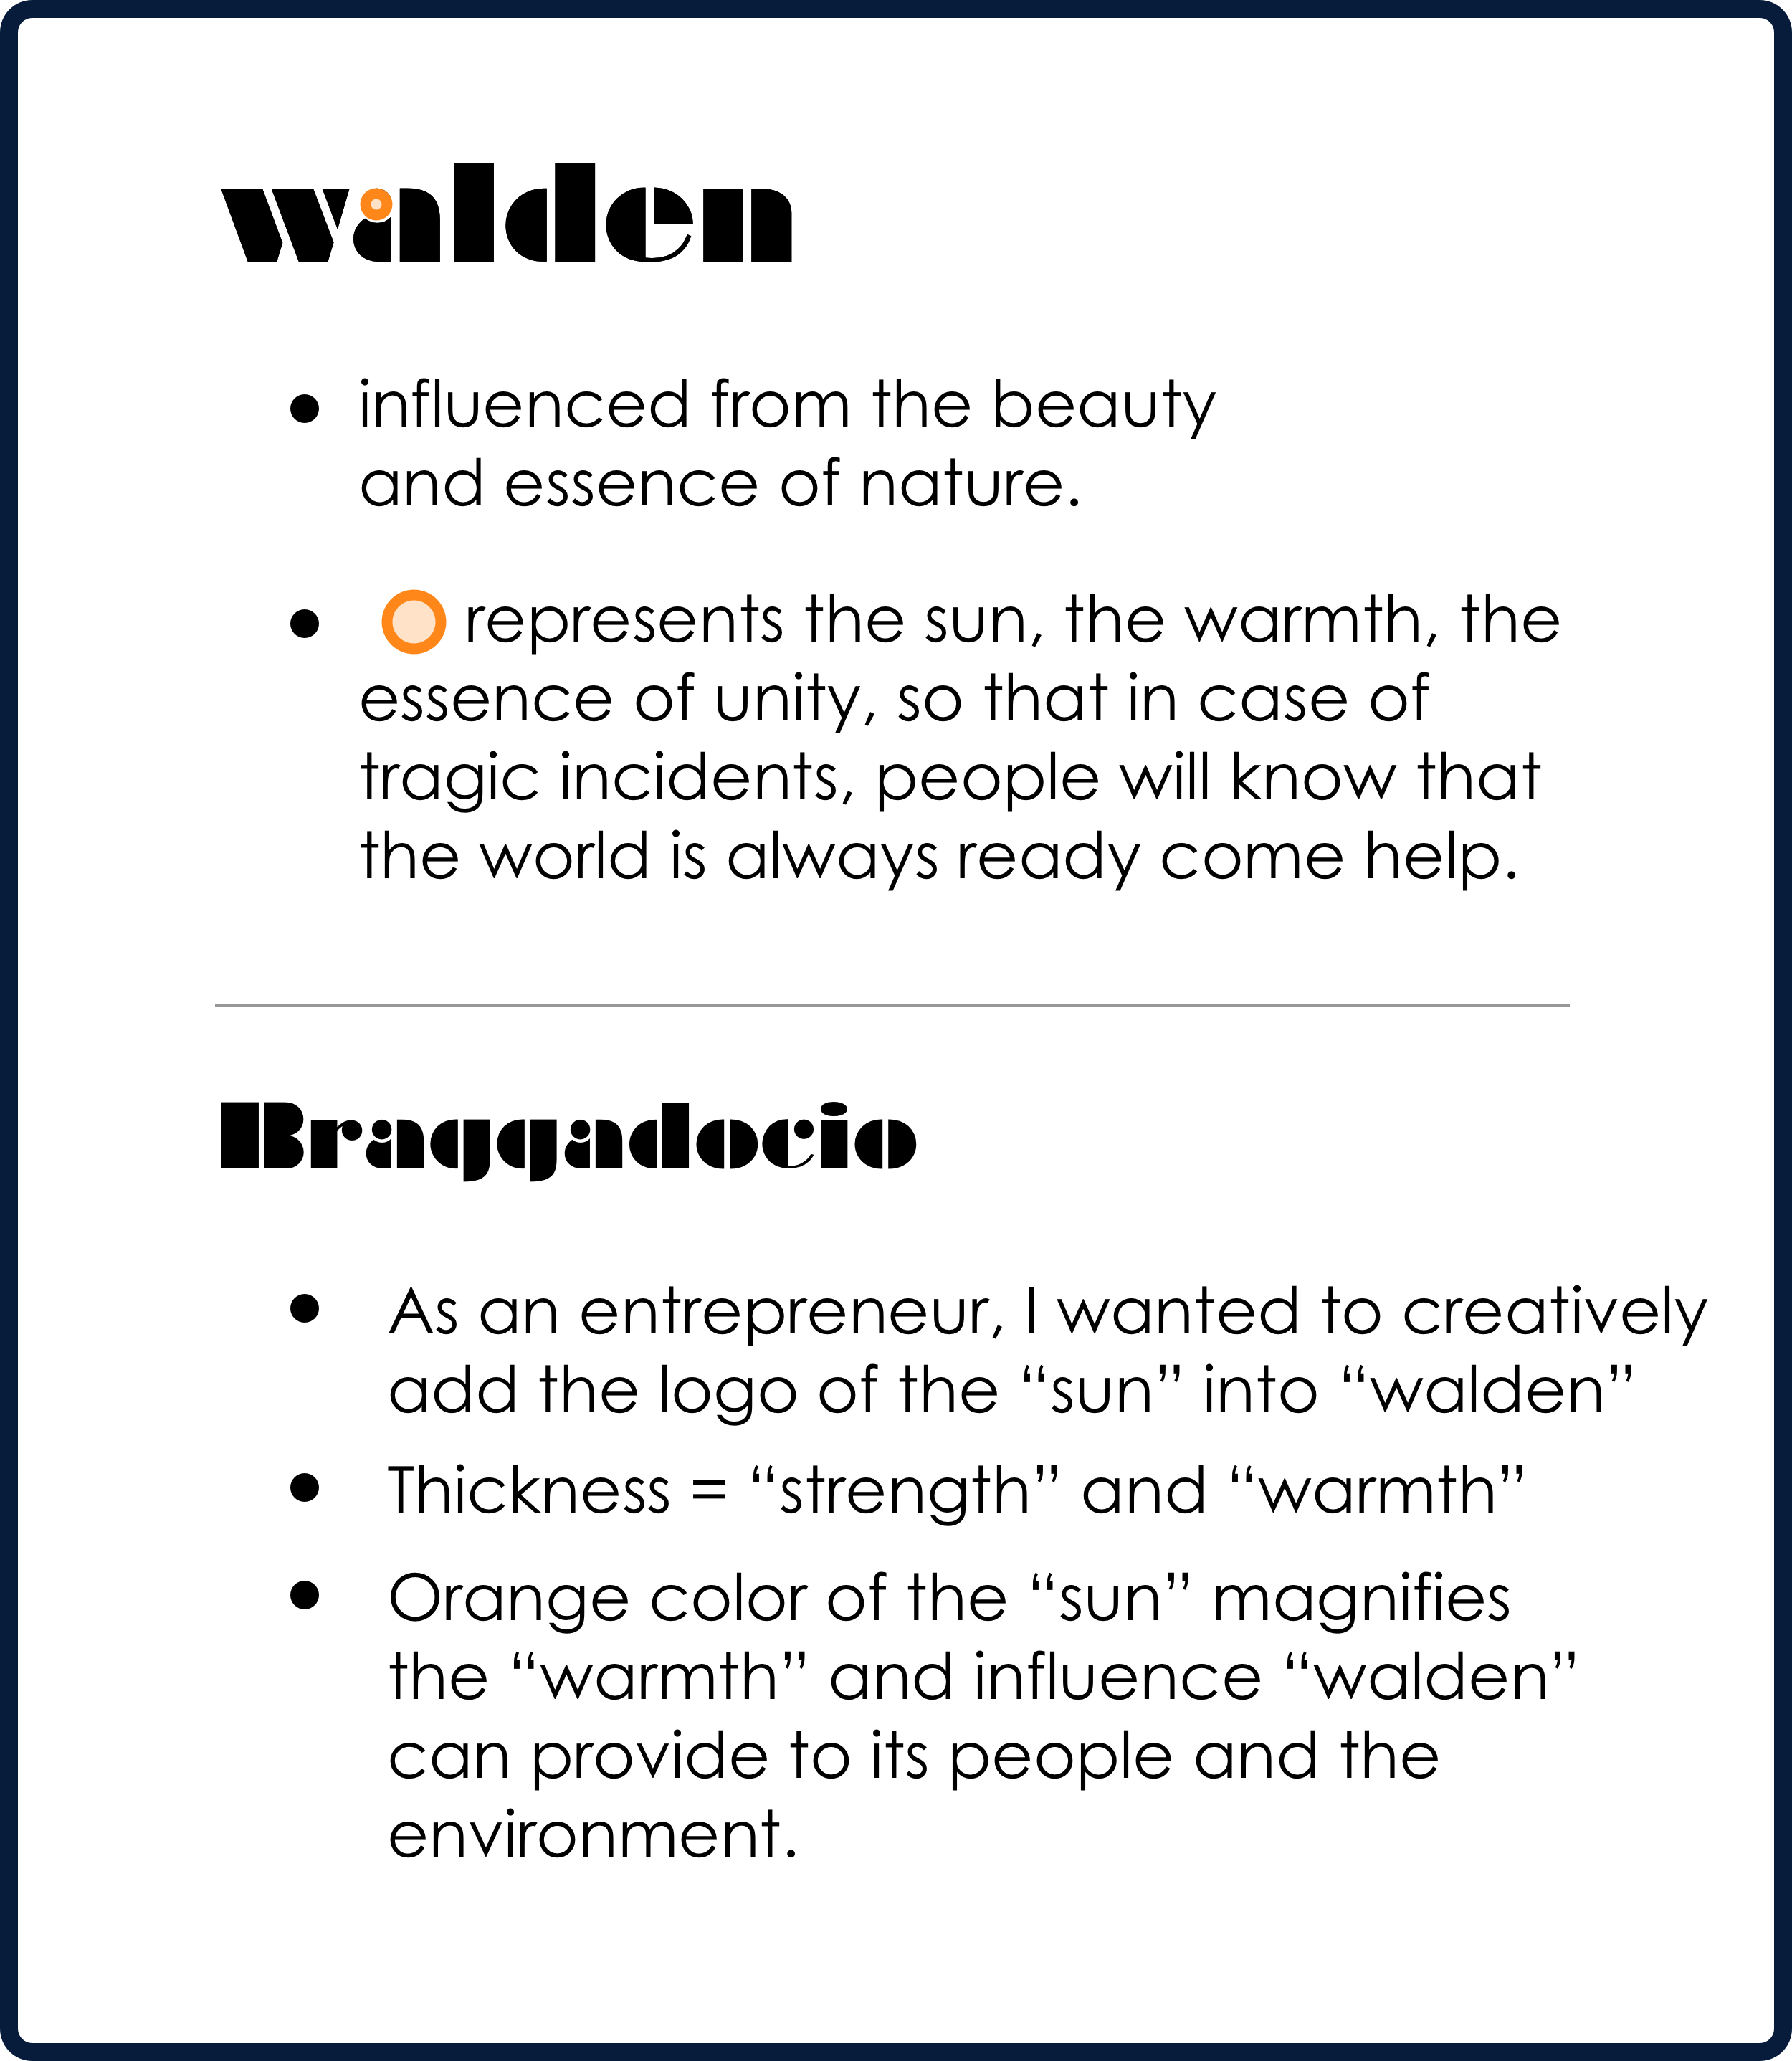 walden
• influenced from the beauty
and essence of nature.
• represents the sun, the warmth, the
essence of unity, so that in case of
tragic incidents, people will know that
the world is always ready come help.
Braggadocio
• As an entrepreneur, I wanted to creatively
add the logo of the “sun” into “walden”
• Thickness = “strength” and “warmth”
• Orange color of the “sun” magnifies
the “warmth” and influence “walden”
can provide to its people and the
environment.